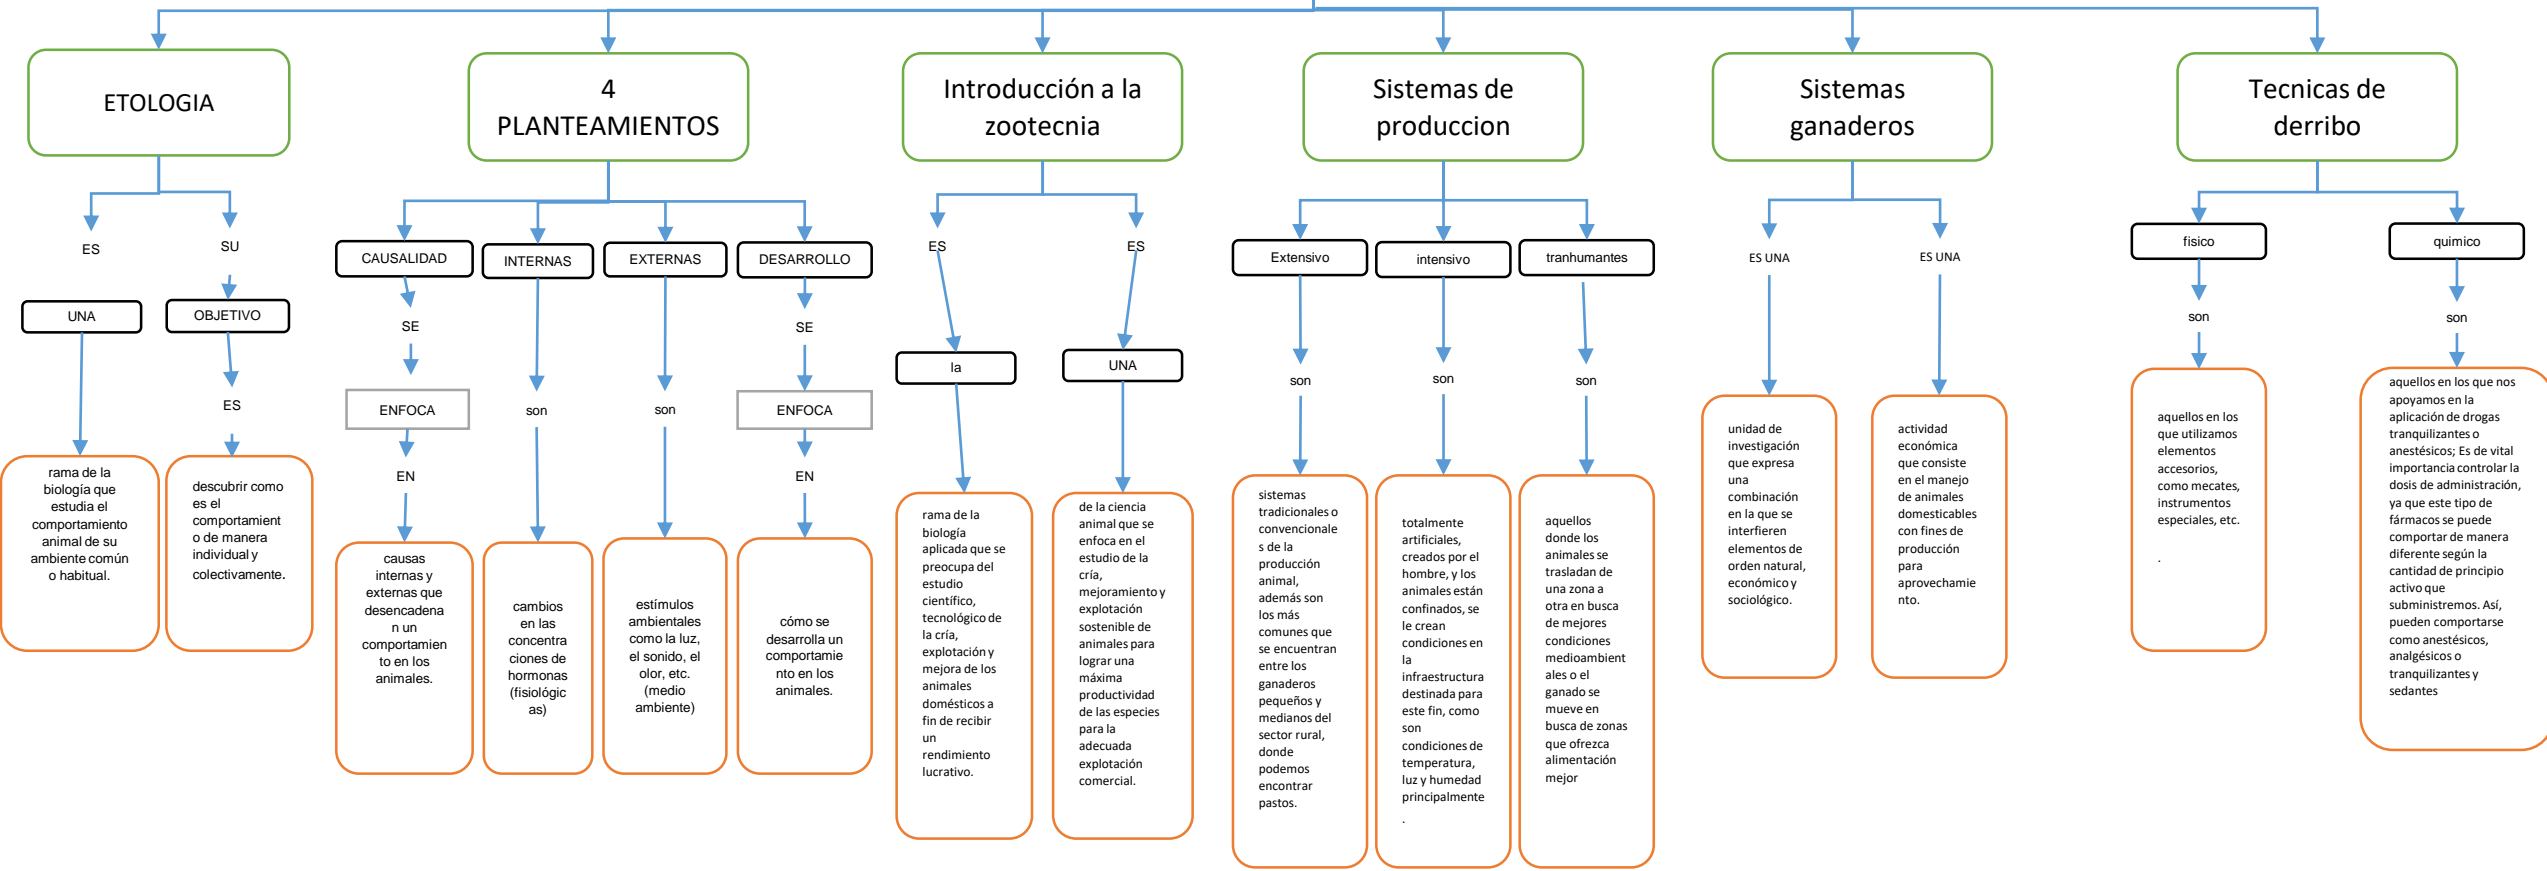 ETOLOGIA
4
PLANTEAMIENTOS
Introducción a la
zootecnia
Sistemas de
produccion
Sistemas
ganaderos
Tecnicas de
derribo
ES
SU
UNA
OBJETIVO
ES
rama de la
biología que
estudia el
comportamiento
animal de su
ambiente común
o habitual.
descubrir como
es el
comportamient
o de manera
individual y
colectivamente.
CAUSALIDAD
INTERNAS
EXTERNAS
DESARROLLO
SE
SE
ENFOCA
son
son
ENFOCA
EN
EN
causas
internas y
externas que
desencadena
n un
comportamien
to en los
animales.
cambios
en las
concentra
ciones de
hormonas
(fisiológic
as)
estímulos
ambientales
como la luz,
el sonido, el
olor, etc.
(medio
ambiente)
cómo se
desarrolla un
comportamie
nto en los
animales.
ES
ES
la
UNA
rama de la
biología
aplicada que se
preocupa del
estudio
científico,
tecnológico de
la cría,
explotación y
mejora de los
animales
domésticos a
fin de recibir
un
rendimiento
lucrativo.
de la ciencia
animal que se
enfoca en el
estudio de la
cría,
mejoramiento y
explotación
sostenible de
animales para
lograr una
máxima
productividad
de las especies
para la
adecuada
explotación
comercial.
Extensivo
intensivo
tranhumantes
son
son
son
sistemas
tradicionales o
convencionale
s de la
producción
animal,
además son
los más
comunes que
se encuentran
entre los
ganaderos
pequeños y
medianos del
sector rural,
donde
podemos
encontrar
pastos.
totalmente
artificiales,
creados por el
hombre, y los
animales están
confinados, se
le crean
condiciones en
la
infraestructura
destinada para
este fin, como
son
condiciones de
temperatura,
luz y humedad
principalmente
.
aquellos
donde los
animales se
trasladan de
una zona a
otra en busca
de mejores
condiciones
medioambient
ales o el
ganado se
mueve en
busca de zonas
que ofrezca
alimentación
mejor
ES UNA
ES UNA
unidad de
investigación
que expresa
una
combinación
en la que se
interfieren
elementos de
orden natural,
económico y
sociológico.
actividad
económica
que consiste
en el manejo
de animales
domesticables
con fines de
producción
para
aprovechamie
nto.
fisico
quimico
son
son
aquellos en los
que utilizamos
elementos
accesorios,
como mecates,
instrumentos
especiales, etc.
.
aquellos en los que nos
apoyamos en la
aplicación de drogas
tranquilizantes o
anestésicos; Es de vital
importancia controlar la
dosis de administración,
ya que este tipo de
fármacos se puede
comportar de manera
diferente según la
cantidad de principio
activo que
subministremos. Así,
pueden comportarse
como anestésicos,
analgésicos o
tranquilizantes y
sedantes